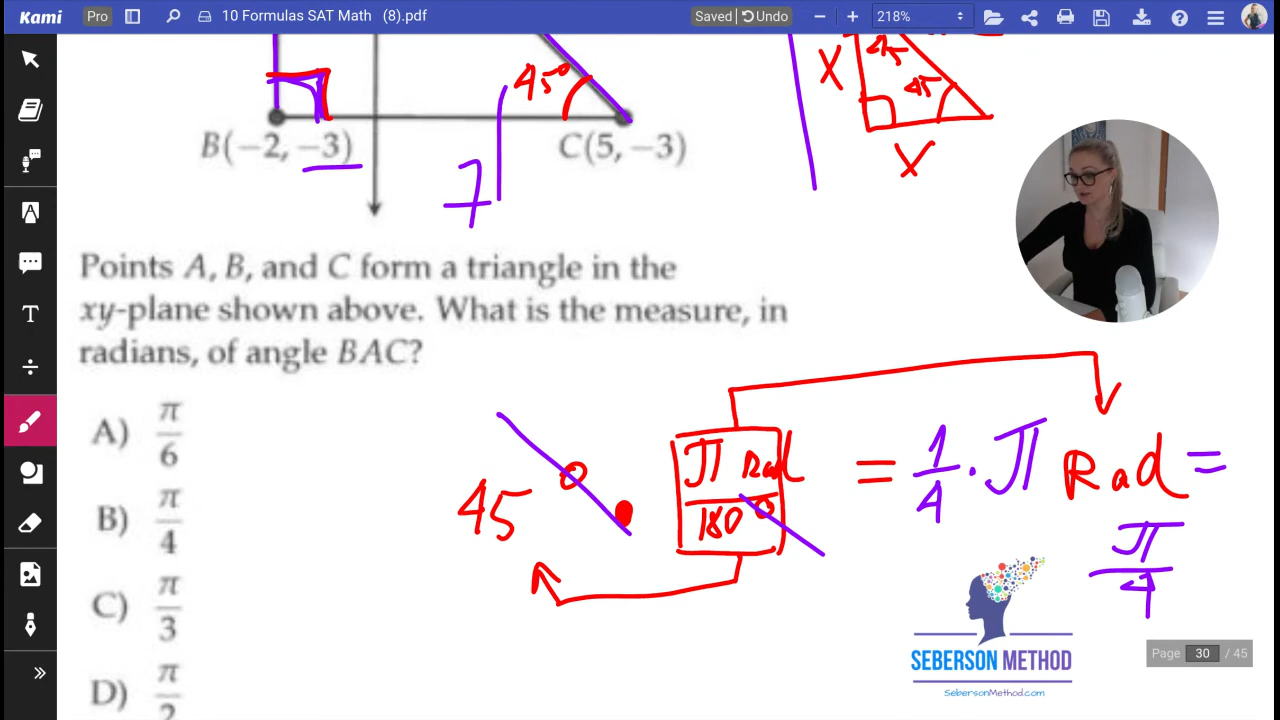 Kami Pro 10 Formulas SAT Math (8).pdf Saved Undo 218%
45° X 45 45
B(−2, −3) C(5, −3) X
7
Points A, B, and C form a triangle in the
xy-plane shown above. What is the measure, in
radians, of angle BAC?
A) π/6
B) π/4
C) π/3
D) π/2
45° • π Rad/180° = 1/4 · π Rad =
π/4
SEBERSON METHOD
SebersonMethod.com
Page 30 / 45